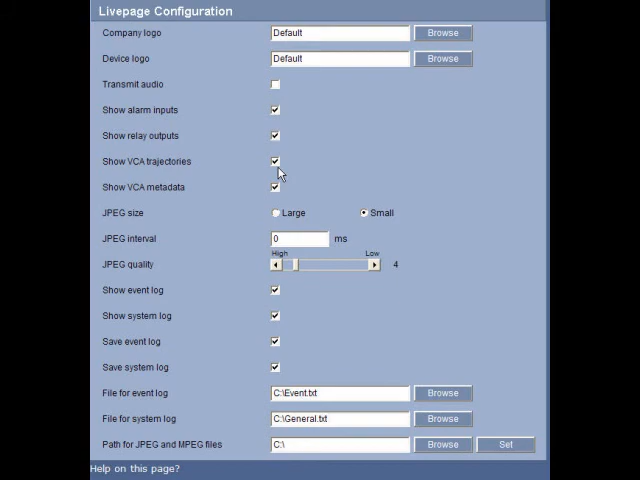 Livepage Configuration
Company logo Default Browse
Device logo Default Browse
Transmit audio
Show alarm inputs
Show relay outputs
Show VCA trajectories
Show VCA metadata
JPEG size Large Small
JPEG interval 0 ms
High Low
JPEG quality 4
Show event log
Show system log
Save event log
Save system log
File for event log C:\Event.txt Browse
File for system log C:\General.txt Browse
Path for JPEG and MPEG files C:\ Browse Set
Help on this page?